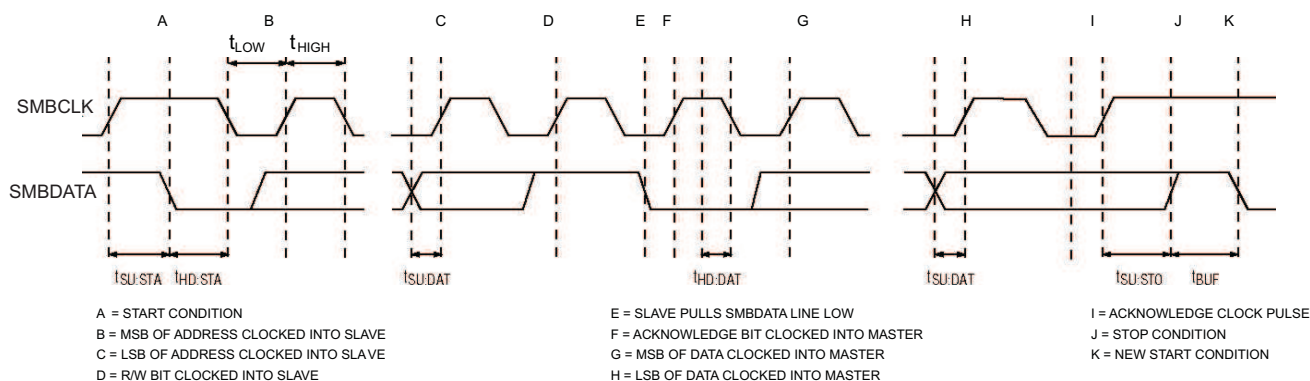 A B C D E F G H I J K
tLOW tHIGH
SMBCLK
SMBDATA
tSU:STA tHD:STA tSU:DAT tHD:DAT tSU:DAT tSU:STO tBUF
A = START CONDITION
B = MSB OF ADDRESS CLOCKED INTO SLAVE
C = LSB OF ADDRESS CLOCKED INTO SLAVE
D = R/W BIT CLOCKED INTO SLAVE
E = SLAVE PULLS SMBDATA LINE LOW
F = ACKNOWLEDGE BIT CLOCKED INTO MASTER
G = MSB OF DATA CLOCKED INTO MASTER
H = LSB OF DATA CLOCKED INTO MASTER
I = ACKNOWLEDGE CLOCK PULSE
J = STOP CONDITION
K = NEW START CONDITION